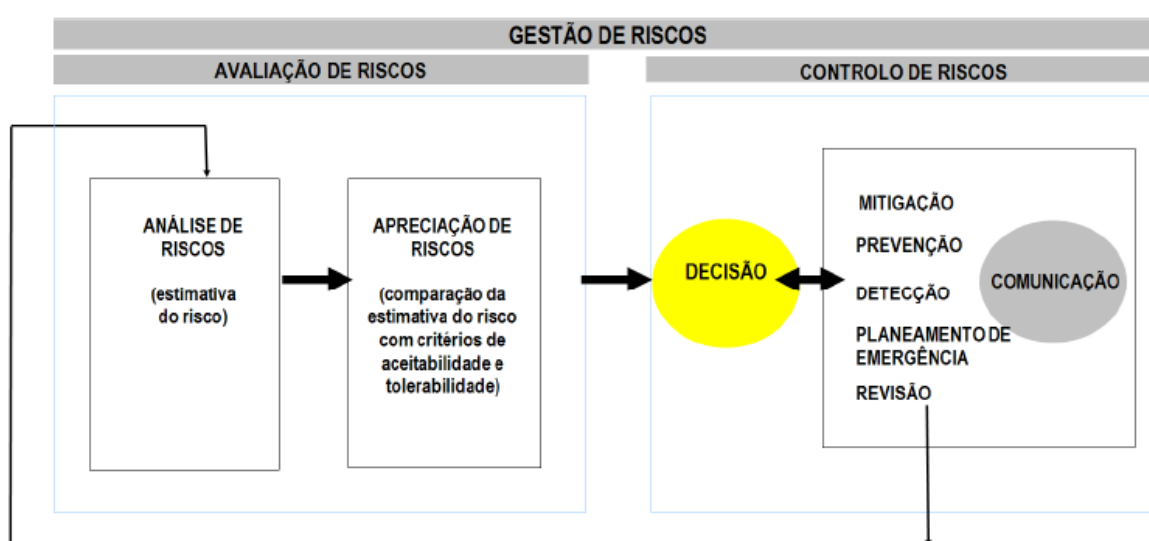 GESTÃO DE RISCOS
AVALIAÇÃO DE RISCOS
CONTROLO DE RISCOS
ANÁLISE DE
RISCOS
(estimativa
do risco)
APRECIAÇÃO DE
RISCOS
(comparação da
estimativa do risco
com critérios de
aceitabilidade e
tolerabilidade)
DECISÃO
MITIGAÇÃO
PREVENÇÃO
DETECÇÃO
PLANEAMENTO DE
EMERGÊNCIA
REVISÃO
COMUNICAÇÃO